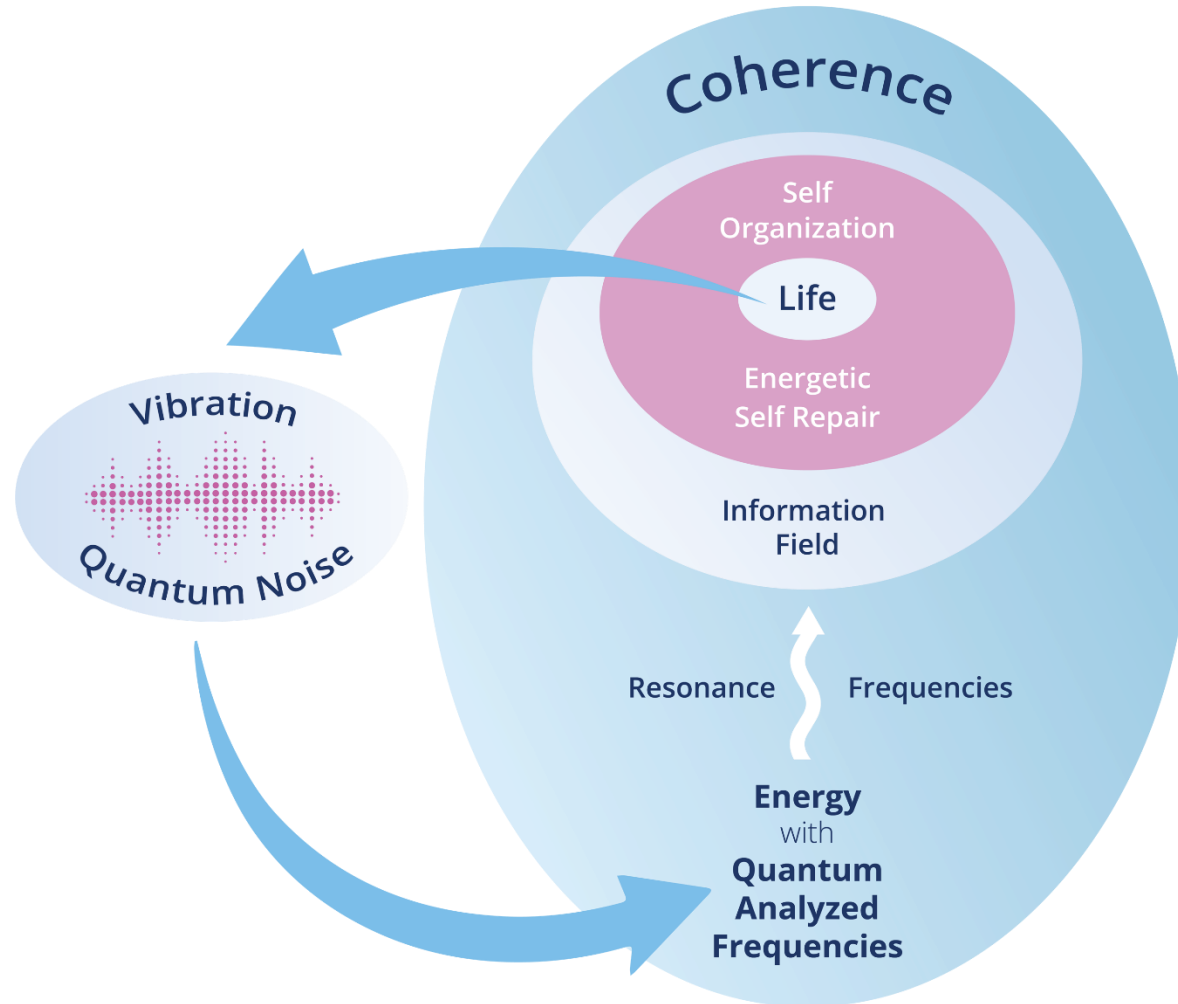 Coherence
Self
Organization
Life
Energetic
Self Repair
Information
Field
Vibration
Quantum Noise
Resonance Frequencies
Energy
with
Quantum
Analyzed
Frequencies